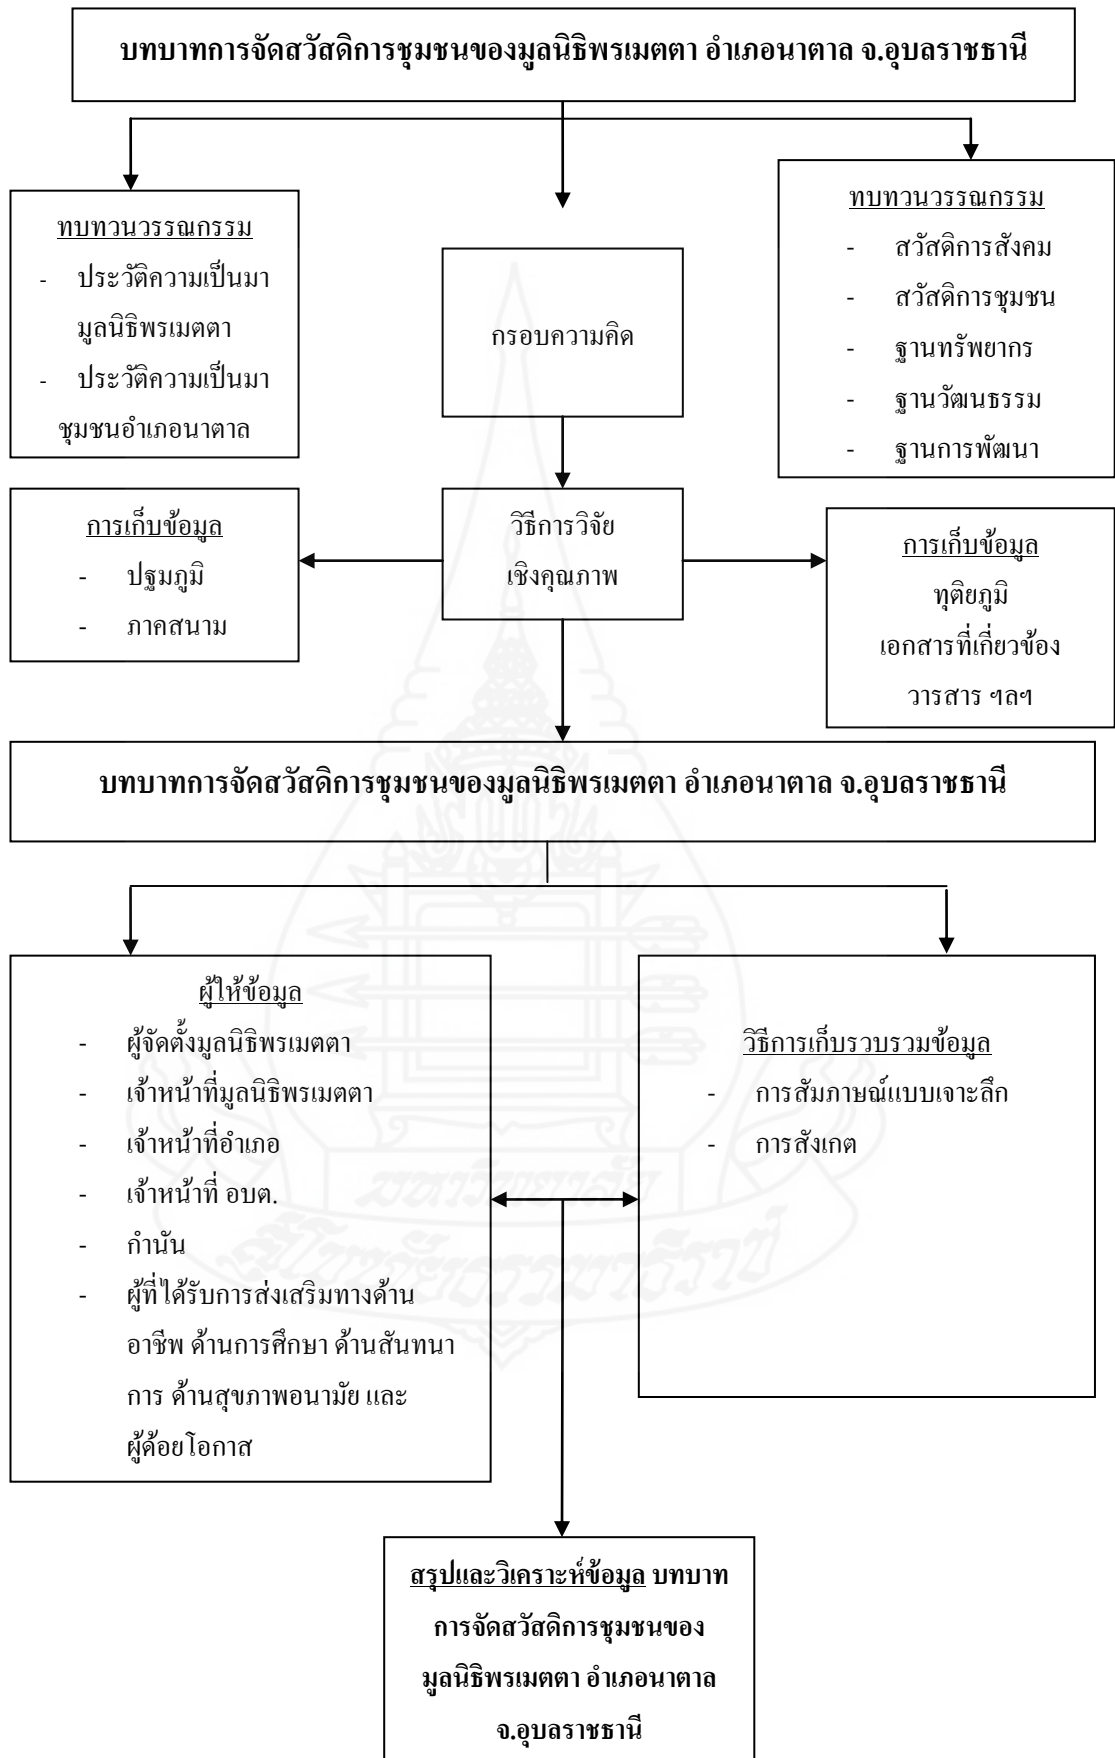 บทบาทการจัดสวัสดิการชุมชนของมูลนิธิพรเมตตา อำเภอนาตาล จ.อุบลราชธานี
ทบทวนวรรณกรรม
- ประวัติความเป็นมา
มูลนิธิพรเมตตา
- ประวัติความเป็นมา
ชุมชนอำเภอนาตาล
กรอบความคิด
ทบทวนวรรณกรรม
- สวัสดิการสังคม
- สวัสดิการชุมชน
- ฐานทรัพยากร
- ฐานวัฒนธรรม
- ฐานการพัฒนา
การเก็บข้อมูล
- ปฐมภูมิ
- ภาคสนาม
วิธีการวิจัย
เชิงคุณภาพ
การเก็บข้อมูล
ทุติยภูมิ
เอกสารที่เกี่ยวข้อง
วารสาร ฯลฯ
บทบาทการจัดสวัสดิการชุมชนของมูลนิธิพรเมตตา อำเภอนาตาล จ.อุบลราชธานี
ผู้ให้ข้อมูล
- ผู้จัดตั้งมูลนิธิพรเมตตา
- เจ้าหน้าที่มูลนิธิพรเมตตา
- เจ้าหน้าที่อำเภอ
- เจ้าหน้าที่ อบต.
- กำนัน
- ผู้ที่ได้รับการส่งเสริมทางด้าน
อาชีพ ด้านการศึกษา ด้านสันทนา
การ ด้านสุขภาพอนามัย และ
ผู้ด้อยโอกาส
วิธีการเก็บรวบรวมข้อมูล
- การสัมภาษณ์แบบเจาะลึก
- การสังเกต
มหาวิทยาลัย
สุโขทัยธรรมาธิราช
สรุปและวิเคราะห์ข้อมูล บทบาท
การจัดสวัสดิการชุมชนของ
มูลนิธิพรเมตตา อำเภอนาตาล
จ.อุบลราชธานี